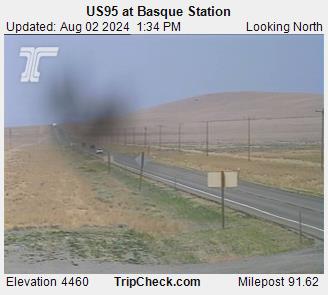 US95 at Basque Station
Updated: Aug 02 2024 1:34 PM Looking North
Elevation 4460 TripCheck.com Milepost 91.62